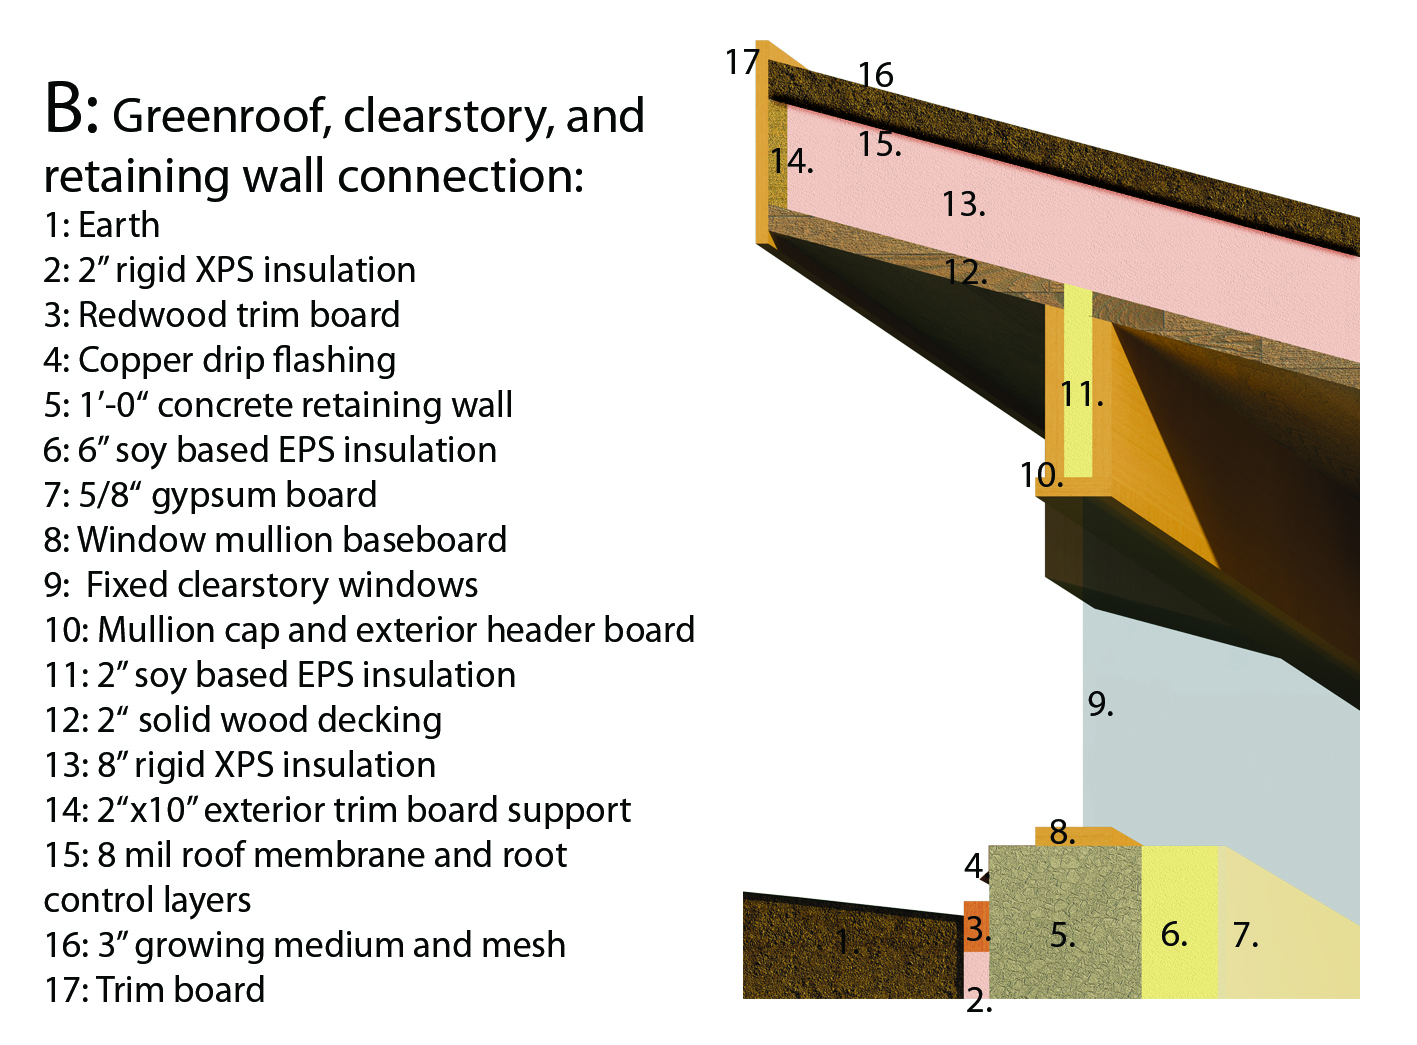 B: Greenroof, clearstory, and
retaining wall connection:
1: Earth
2: 2” rigid XPS insulation
3: Redwood trim board
4: Copper drip flashing
5: 1’-0“ concrete retaining wall
6: 6” soy based EPS insulation
7: 5/8“ gypsum board
8: Window mullion baseboard
9:  Fixed clearstory windows
10: Mullion cap and exterior header board
11: 2” soy based EPS insulation
12: 2“ solid wood decking
13: 8” rigid XPS insulation
14: 2“x10” exterior trim board support
15: 8 mil roof membrane and root
control layers
16: 3” growing medium and mesh
17: Trim board
17
16
15.
14.
13.
12.
11.
10.
9.
8.
4.
3.
1.
5.
6.
7.
2.